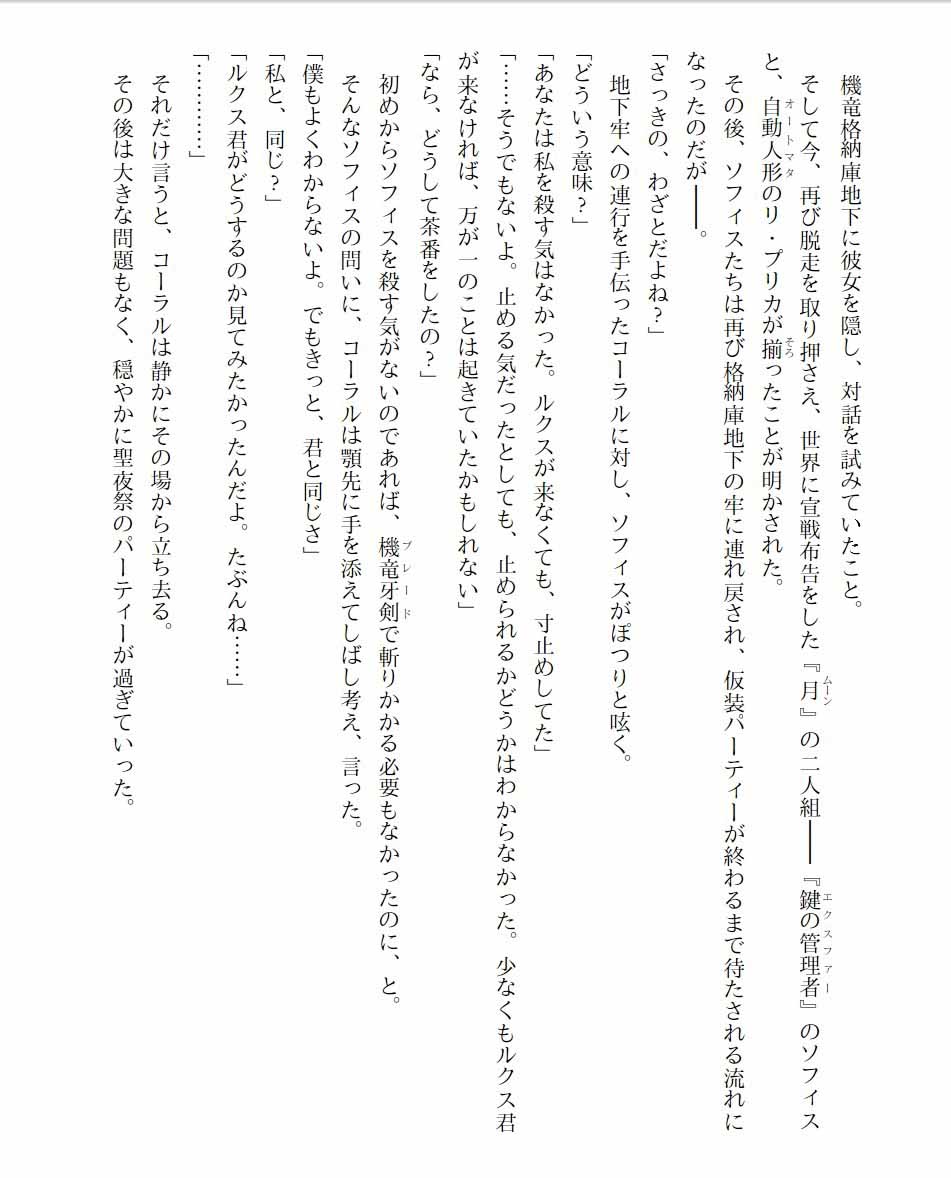 機竜格納庫地下に彼女を隠し、対話を試みていたこと。
そして今、再び脱走を取り押さえ、世界に宣戦布告をした『月』の二人組――『鍵の管理者』のソフィス
ムーン
エクスファー
と、自動人形のリ・プリカが揃ったことが明かされた。
オートマタ
そろ
その後、ソフィスたちは再び格納庫地下の牢に連れ戻され、仮装パーティーが終わるまで待たされる流れに
なったのだが――。
「さっきの、わざとだよね?」
地下牢への連行を手伝ったコーラルに対し、ソフィスがぽつりと呟く。
「どういう意味?」
「あなたは私を殺す気はなかった。ルクスが来なくても、寸止めしてた」
「……そうでもないよ。止める気だったとしても、止められるかどうかはわからなかった。少なくもルクス君
が来なければ、万が一のことは起きていたかもしれない」
「なら、どうして茶番をしたの?」
初めからソフィスを殺す気がないのであれば、機竜牙剣で斬りかかる必要もなかったのに、と。
ブレード
そんなソフィスの問いに、コーラルは顎先に手を添えてしばし考え、言った。
「僕もよくわからないよ。でもきっと、君と同じさ」
「私と、同じ?」
「ルクス君がどうするのか見てみたかったんだよ。たぶんね……」
「…………」
それだけ言うと、コーラルは静かにその場から立ち去る。
その後は大きな問題もなく、穏やかに聖夜祭のパーティーが過ぎていった。